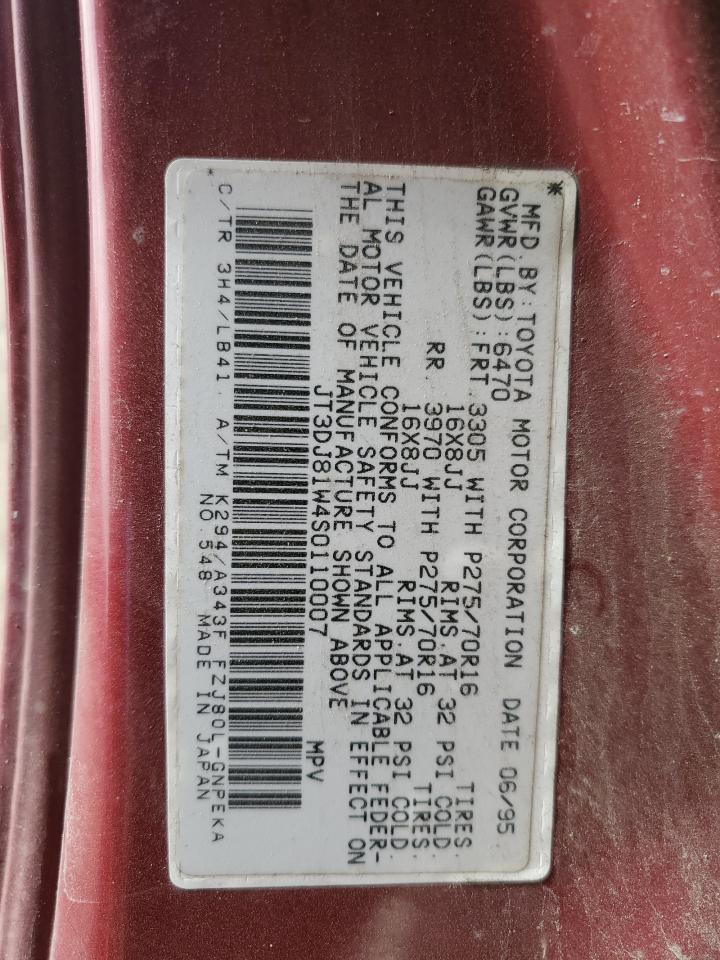 *
MFD.BY:TOYOTA MOTOR CORPORATION DATE 06/95
GVWR(LBS):6470
GAWR(LBS):FRT.3305 WITH P275/70R16 TIRES.
16X8JJ RIMS.AT 32 PSI COLD.
RR. 3970 WITH P275/70R16 TIRES.
16X8JJ RIMS.AT 32 PSI COLD.
THIS VEHICLE CONFORMS TO ALL APPLICABLE FEDER-
AL MOTOR VEHICLE SAFETY STANDARDS IN EFFECT ON
THE DATE OF MANUFACTURE SHOWN ABOVE
JT3DJ81W4S0110007 MPV
C/TR 3H4/LB41. A/TM K294/A343F FZJ80L-GNPEKA
* NO.548 MADE IN JAPAN